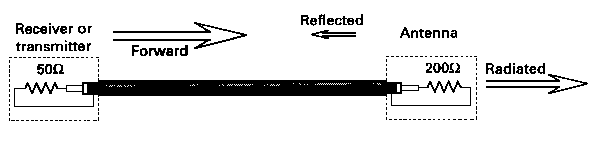 Receiver or
transmitter
Forward
Reflected
Antenna
50Ω
200Ω
Radiated